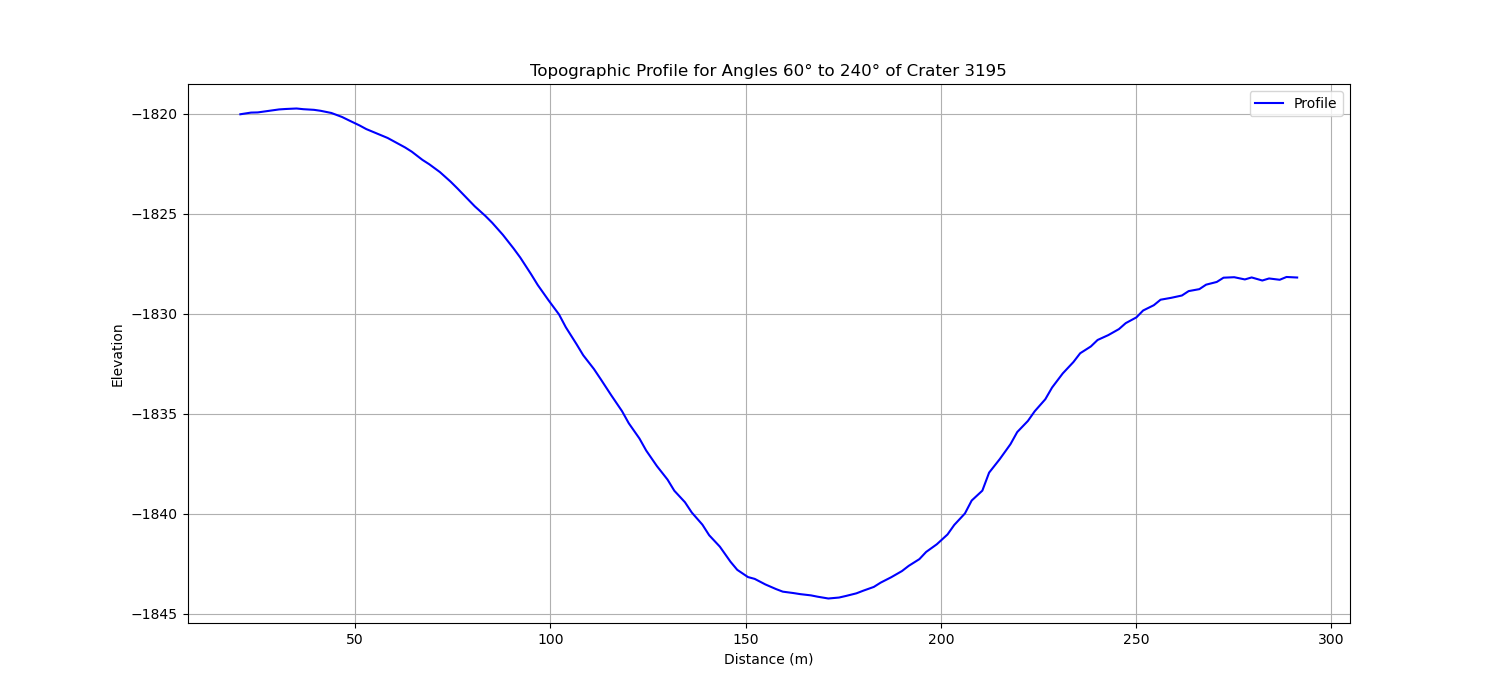 Topographic Profile for Angles 60° to 240° of Crater 3195
Profile
−1820
−1825
−1830
−1835
−1840
−1845
Elevation
50 100 150 200 250 300
Distance (m)